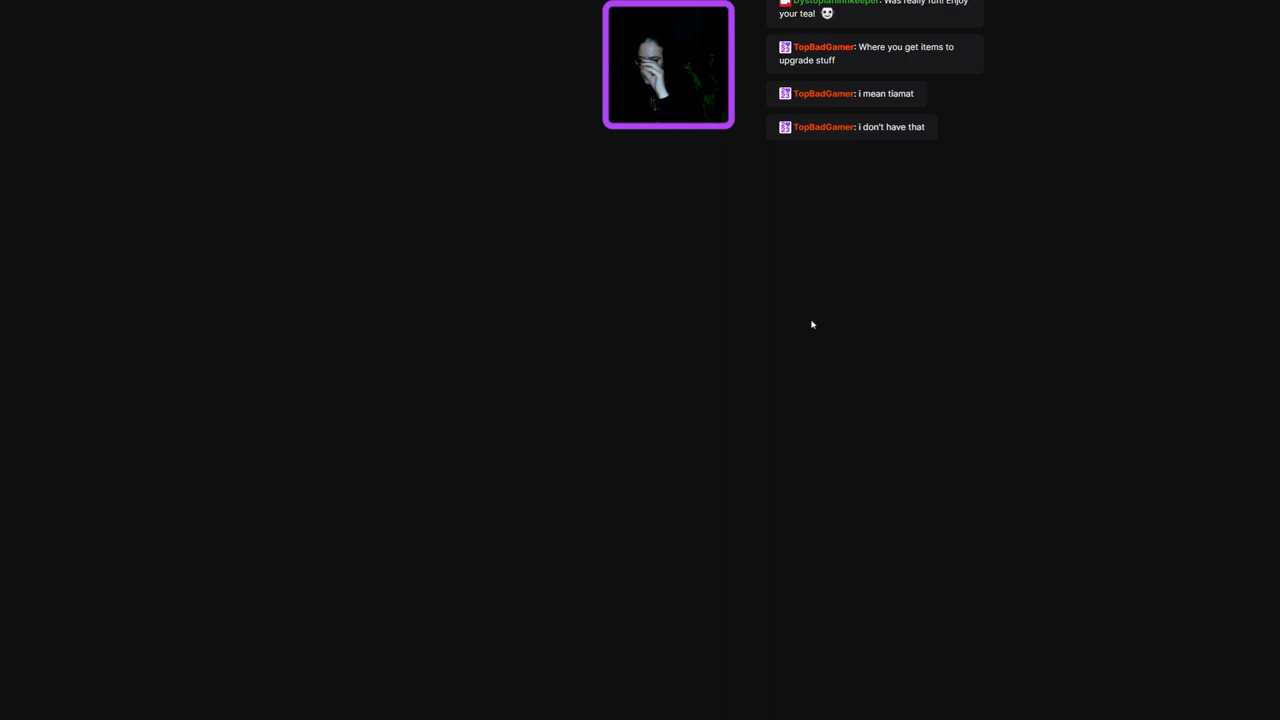 DystopianInnkeeper: Was really fun! Enjoy
your tea!
TopBadGamer: Where you get items to
upgrade stuff
TopBadGamer: i mean tiamat
TopBadGamer: i don't have that